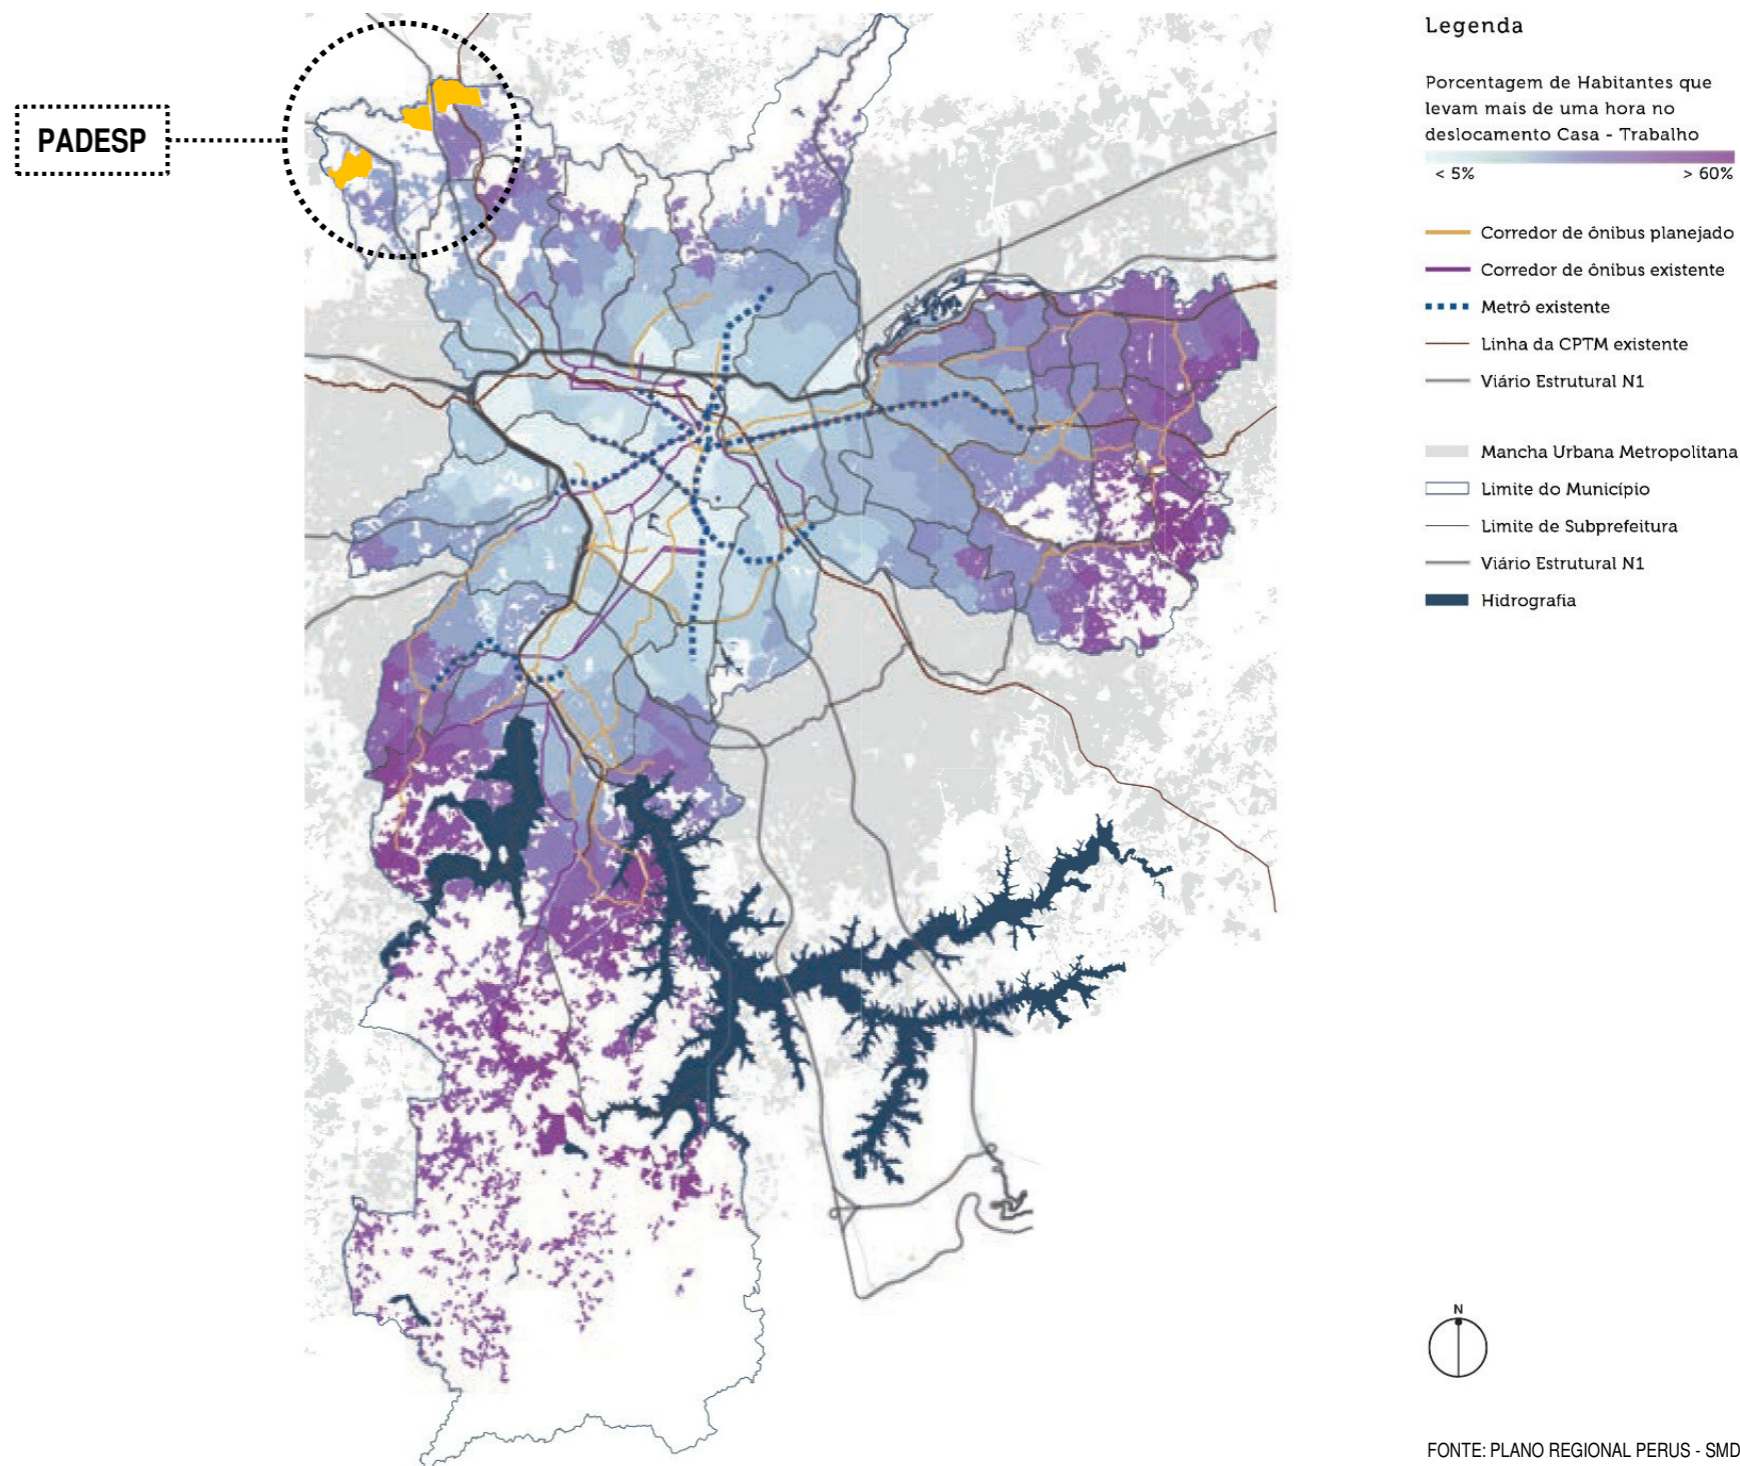 PADESP
Legenda
Porcentagem de Habitantes que
levam mais de uma hora no
deslocamento Casa - Trabalho
< 5%
> 60%
Corredor de ônibus planejado
Corredor de ônibus existente
Metrô existente
Linha da CPTM existente
Viário Estrutural N1
Mancha Urbana Metropolitana
Limite do Município
Limite de Subprefeitura
Viário Estrutural N1
Hidrografia
N
FONTE: PLANO REGIONAL PERUS - SMD